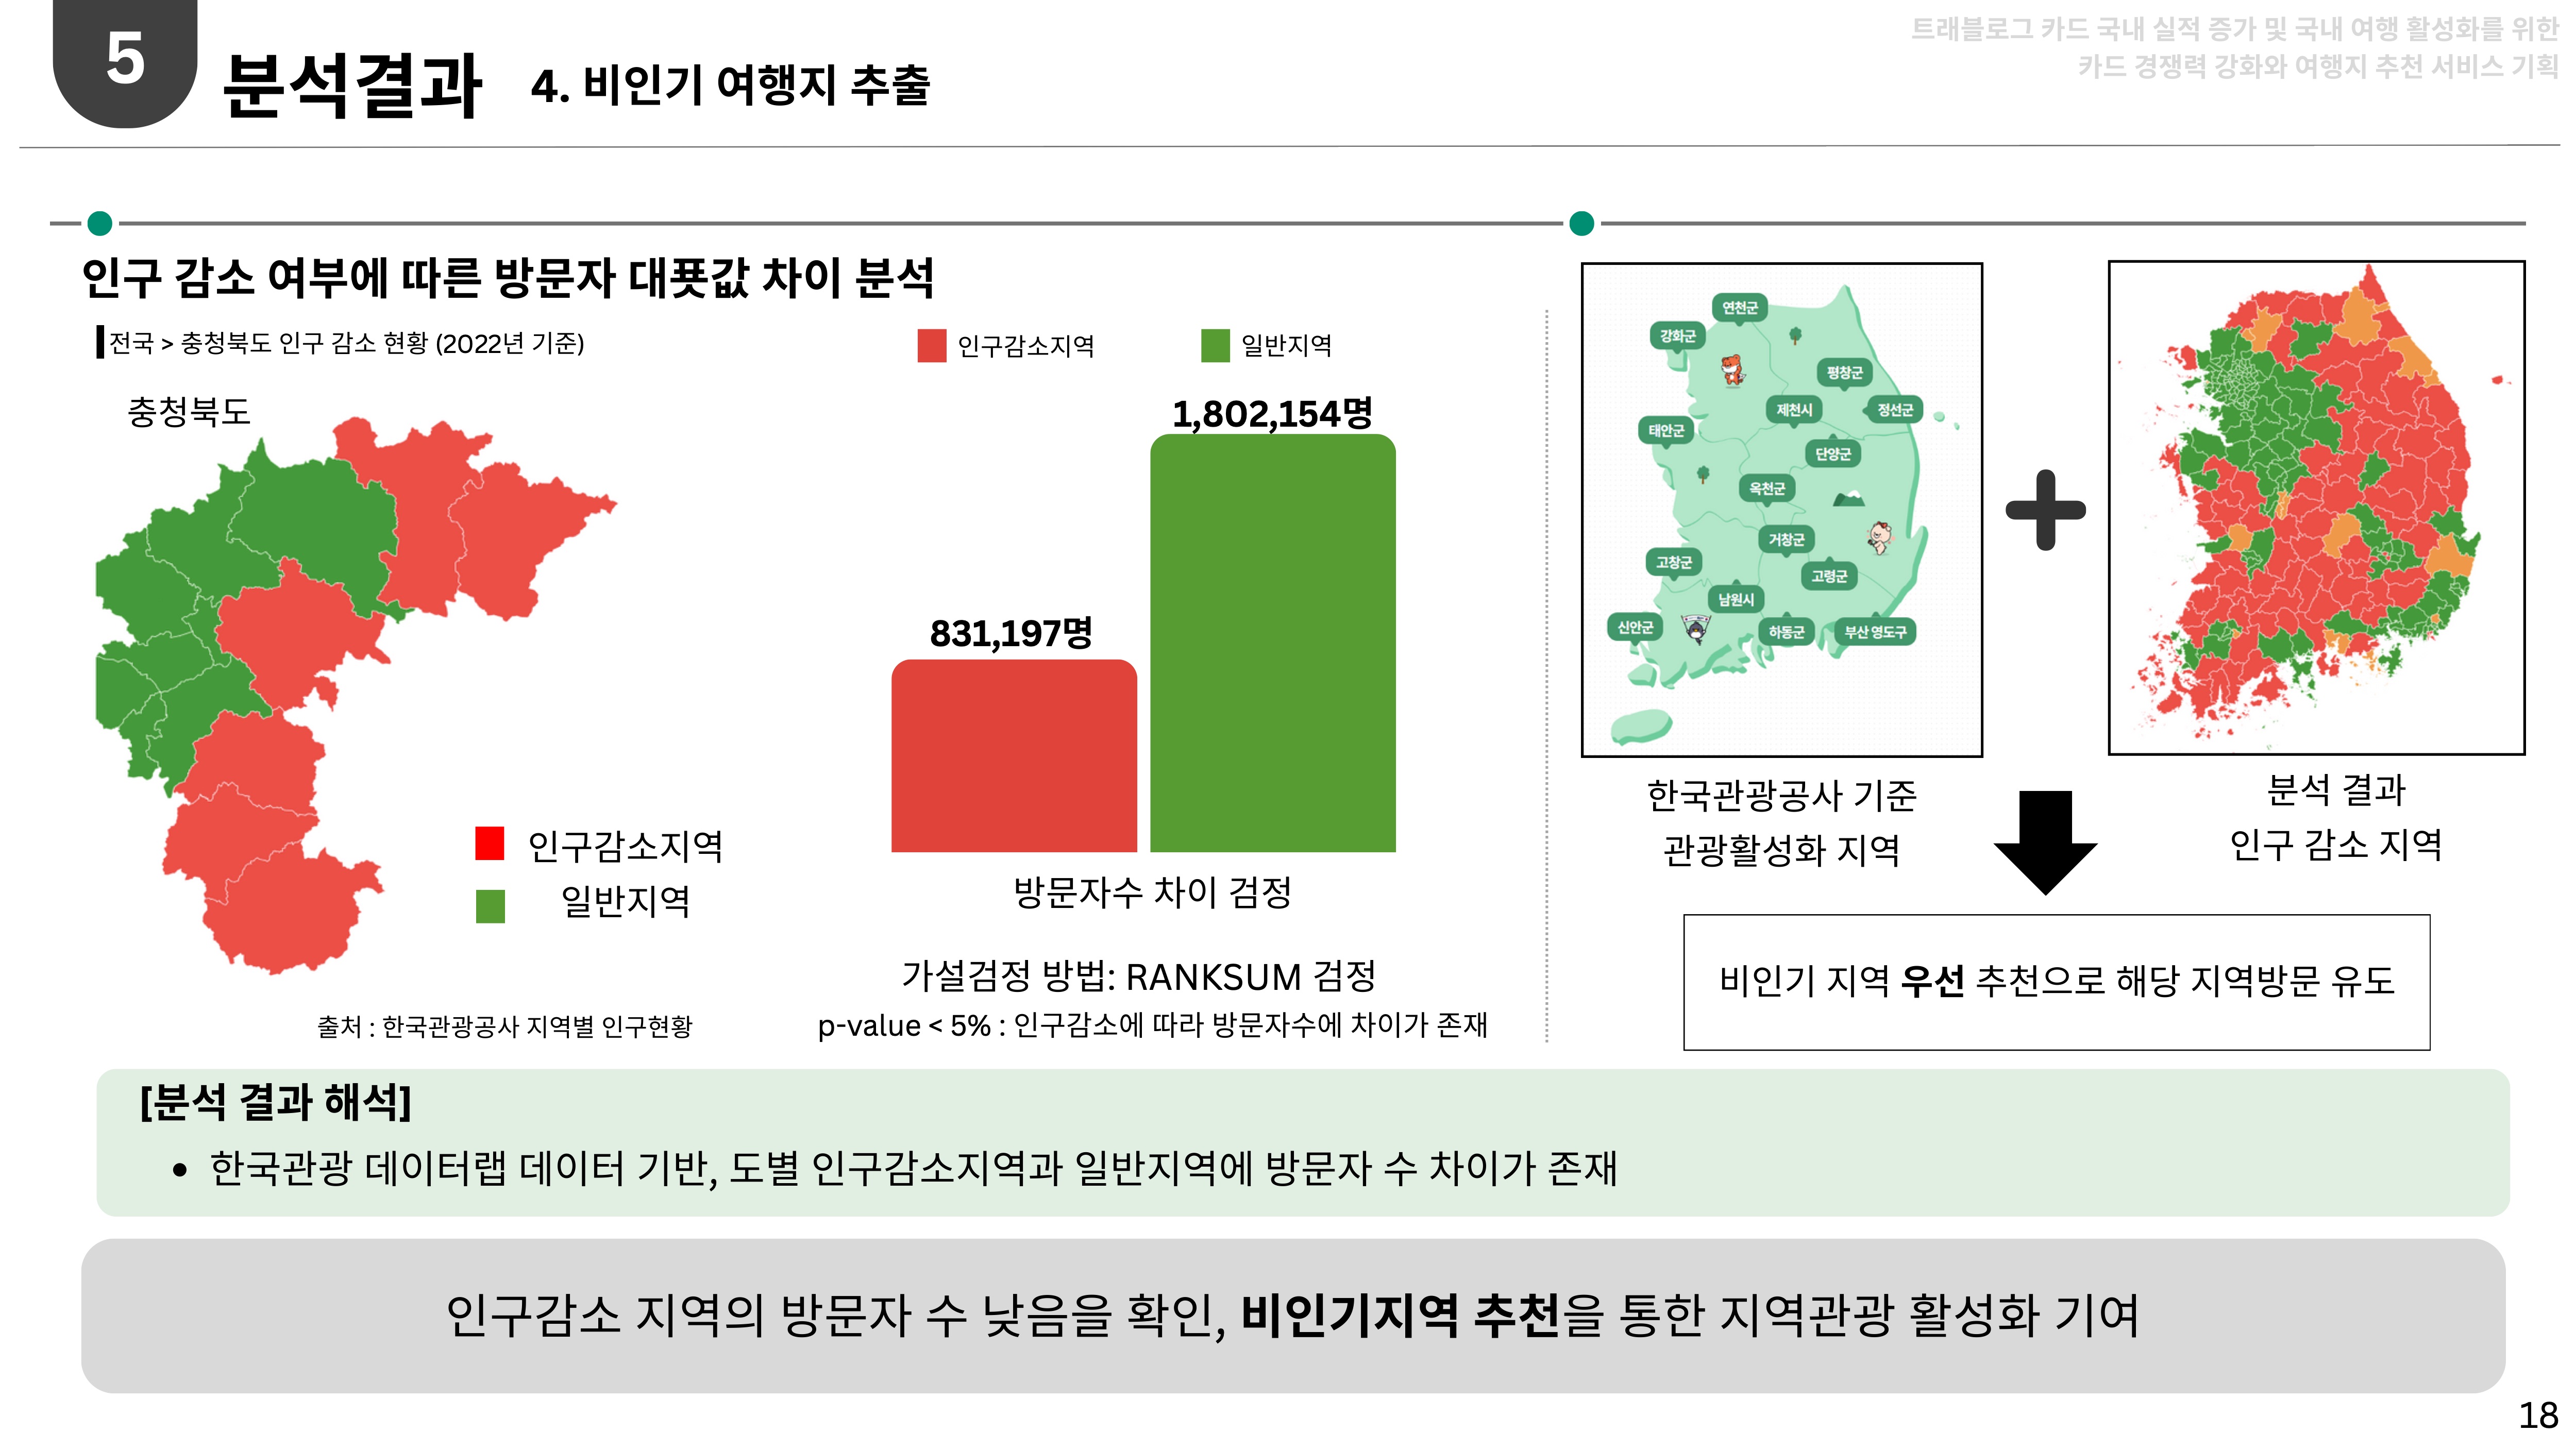 5
분석결과
4. 비인기 여행지 추출
트래블로그 카드 국내 실적 증가 및 국내 여행 활성화를 위한
카드 경쟁력 강화와 여행지 추천 서비스 기획
인구 감소 여부에 따른 방문자 대푯값 차이 분석
전국 > 충청북도 인구 감소 현황 (2022년 기준)
충청북도
인구감소지역
일반지역
출처 : 한국관광공사 지역별 인구현황
인구감소지역
일반지역
831,197명
1,802,154명
방문자수 차이 검정
가설검정 방법: RANKSUM 검정
p-value < 5% : 인구감소에 따라 방문자수에 차이가 존재
연천군
강화군
평창군
제천시
정선군
태안군
단양군
옥천군
거창군
고창군
고령군
남원시
신안군
하동군
부산 영도구
한국관광공사 기준
관광활성화 지역
분석 결과
인구 감소 지역
비인기 지역 우선 추천으로 해당 지역방문 유도
[분석 결과 해석]
• 한국관광 데이터랩 데이터 기반, 도별 인구감소지역과 일반지역에 방문자 수 차이가 존재
인구감소 지역의 방문자 수 낮음을 확인, 비인기지역 추천을 통한 지역관광 활성화 기여
18